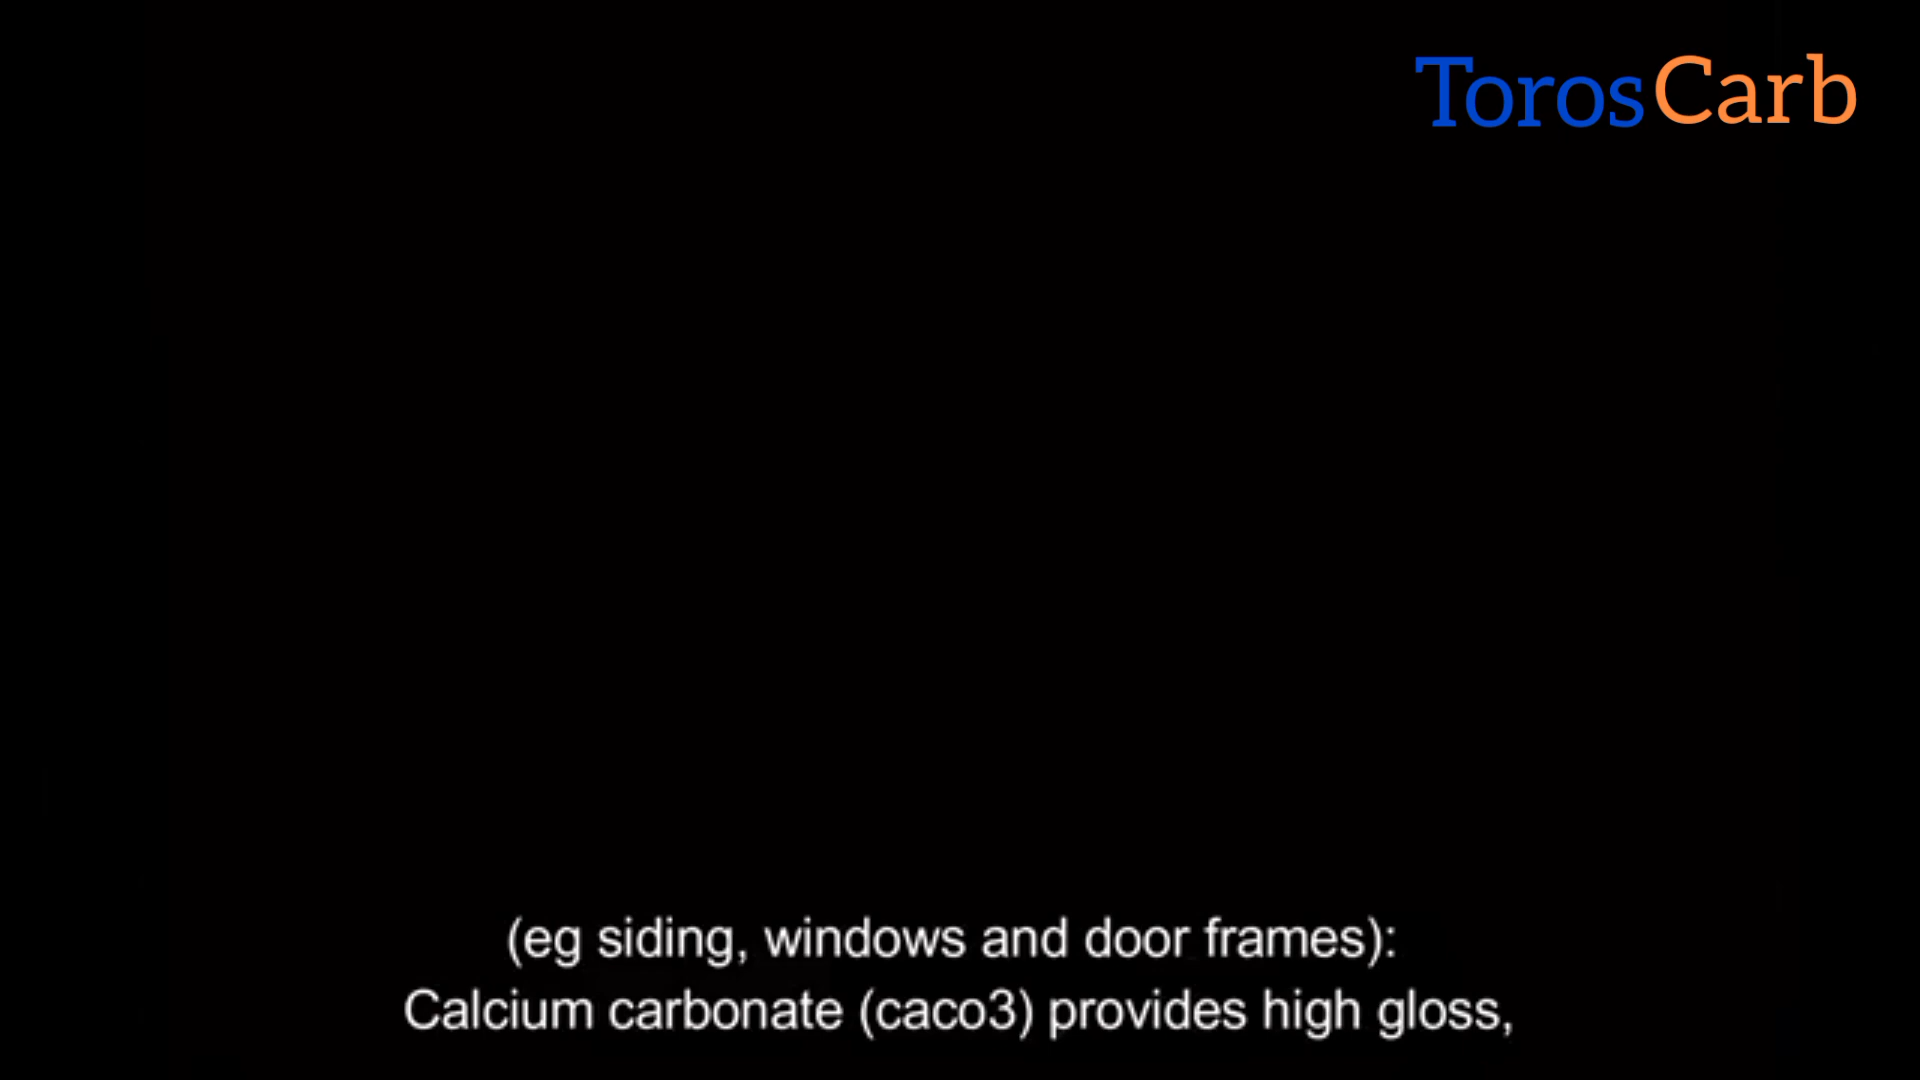 TorosCarb
(eg siding, windows and door frames):
Calcium carbonate (caco3) provides high gloss,